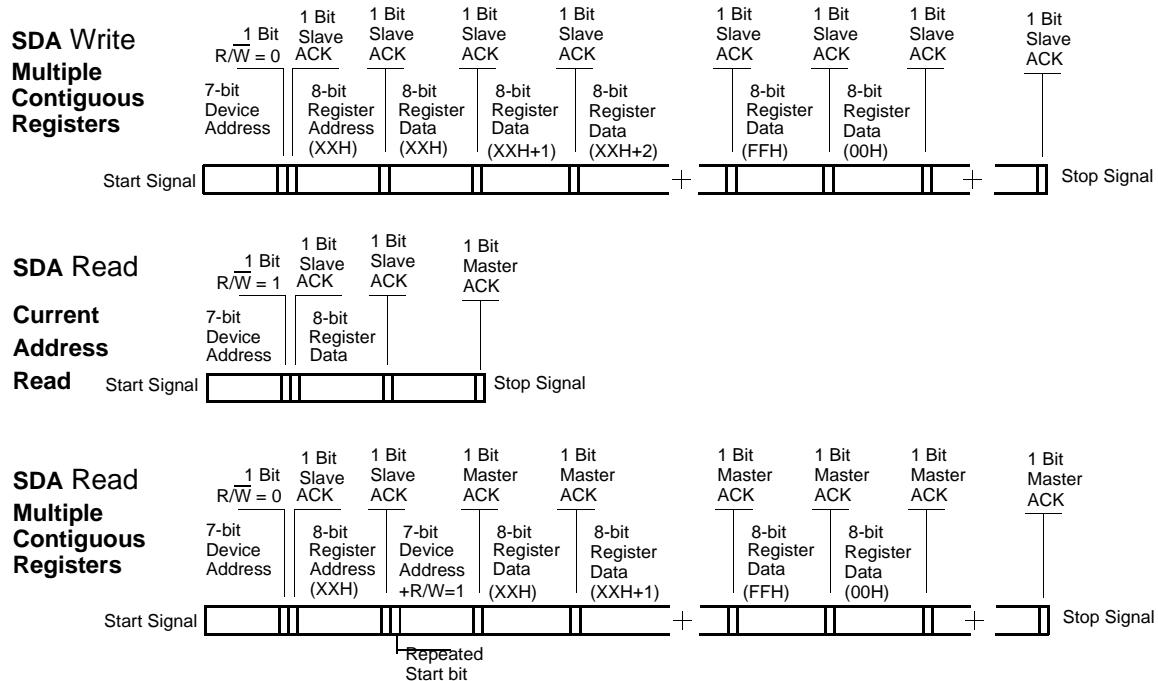 SDA Write
Multiple
Contiguous
Registers
1 Bit
R/W = 0
1 Bit
Slave
ACK
1 Bit
Slave
ACK
1 Bit
Slave
ACK
1 Bit
Slave
ACK
1 Bit
Slave
ACK
1 Bit
Slave
ACK
1 Bit
Slave
ACK
1 Bit
Slave
ACK
7-bit
Device
Address
8-bit
Register
Address
(XXH)
8-bit
Register
Data
(XXH)
8-bit
Register
Data
(XXH+1)
8-bit
Register
Data
(XXH+2)
8-bit
Register
Data
(FFH)
8-bit
Register
Data
(00H)
Start Signal
Stop Signal
SDA Read
Current
Address
Read
1 Bit
R/W = 1
1 Bit
Slave
ACK
1 Bit
Slave
ACK
1 Bit
Master
ACK
7-bit
Device
Address
8-bit
Register
Data
Start Signal
Stop Signal
SDA Read
Multiple
Contiguous
Registers
1 Bit
R/W = 0
1 Bit
Slave
ACK
1 Bit
Slave
ACK
1 Bit
Master
ACK
1 Bit
Master
ACK
1 Bit
Master
ACK
1 Bit
Master
ACK
1 Bit
Master
ACK
1 Bit
Master
ACK
7-bit
Device
Address
8-bit
Register
Address
(XXH)
7-bit
Device
Address
+R/W=1
8-bit
Register
Data
(XXH)
8-bit
Register
Data
(XXH+1)
8-bit
Register
Data
(FFH)
8-bit
Register
Data
(00H)
Start Signal
Stop Signal
Repeated
Start bit